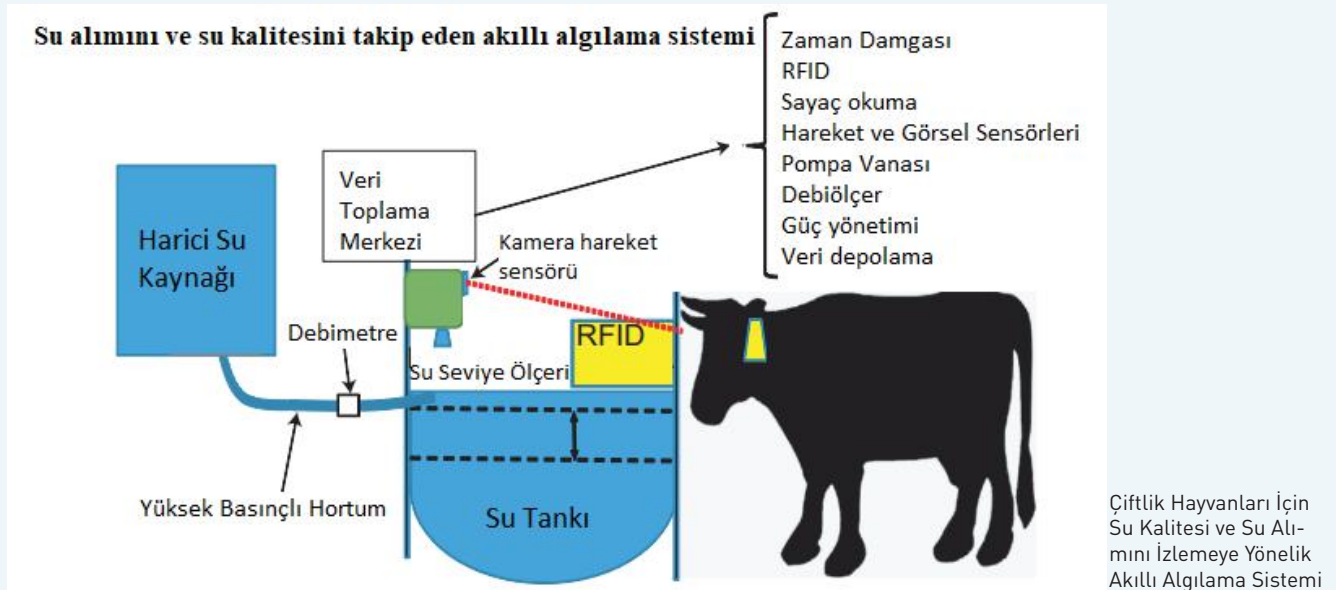 Su alımını ve su kalitesini takip eden akıllı algılama sistemi
Zaman Damgası
RFID
Sayaç okuma
Hareket ve Görsel Sensörleri
Pompa Vanası
Debiölçer
Güç yönetimi
Veri depolama
Veri
Toplama
Merkezi
Harici Su
Kaynağı
Kamera hareket
sensörü
Debimetre
RFID
Su Seviye Ölçeri
Yüksek Basınçlı Hortum
Su Tankı
Çiftlik Hayvanları İçin
Su Kalitesi ve Su Alı-
mını İzlemeye Yönelik
Akıllı Algılama Sistemi